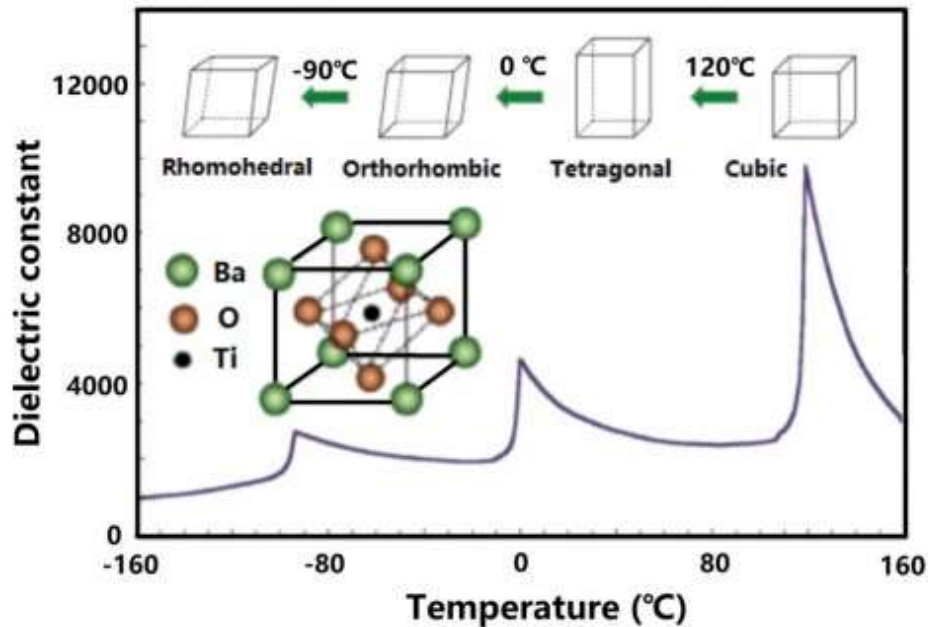 12000
8000
4000
0
Dielectric constant
-90℃ 0 ℃ 120℃
Rhomohedral Orthorhombic Tetragonal Cubic
Ba
O
Ti
-160 -80 0 80 160
Temperature (℃)